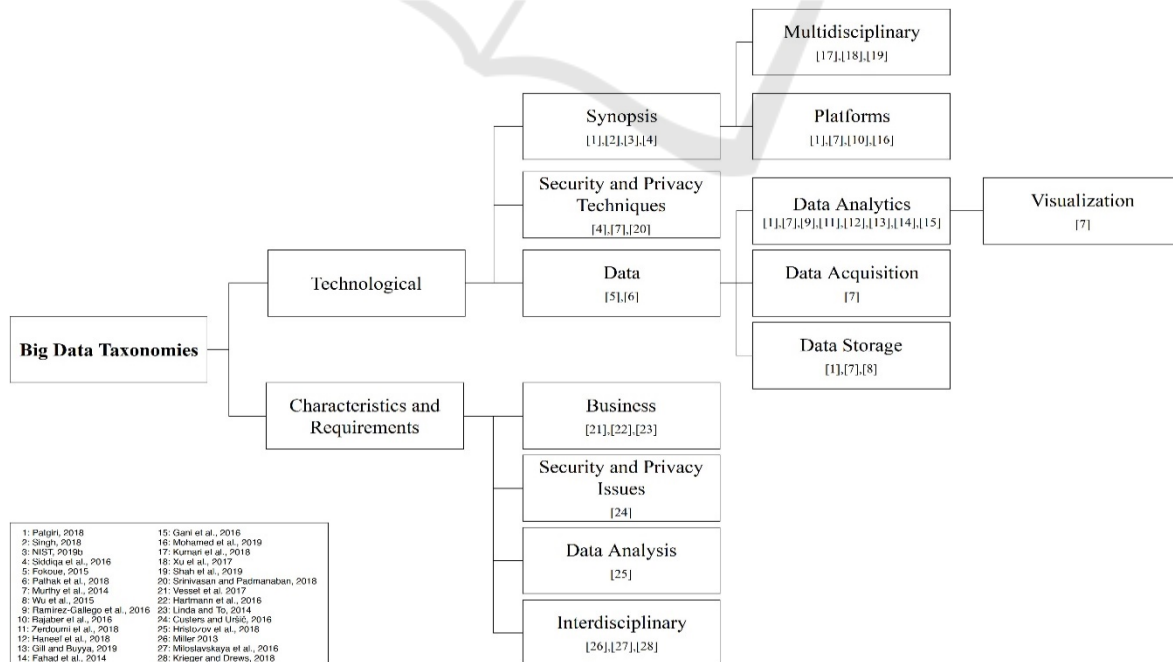 Multidisciplinary
[17],[18],[19]
Synopsis
[1],[2],[3],[4]
Platforms
[1],[7],[10],[16]
Security and Privacy
Techniques
[4],[7],[20]
Data Analytics
[1],[7],[9],[11],[12],[13],[14],[15]
Visualization
[7]
Technological
Data
[5],[6]
Data Acquisition
[7]
Big Data Taxonomies
Data Storage
[1],[7],[8]
Characteristics and
Requirements
Business
[21],[22],[23]
Security and Privacy
Issues
[24]
Data Analysis
[25]
Interdisciplinary
[26],[27],[28]
1: Patgiri, 2018
2: Singh, 2018
3: NIST, 2019b
4: Siddiqa et al., 2016
5: Fokoue, 2015
6: Pathak et al., 2018
7: Murthy et al., 2014
8: Wu et al., 2015
9: Ramirez-Gallego et al., 2016
10: Rajaber et al., 2016
11: Zerdoumi et al., 2018
12: Haneef et al., 2018
13: Gill and Buyya, 2019
14: Fahad et al., 2014
15: Gani et al., 2016
16: Mohamed et al., 2019
17: Kumari et al., 2018
18: Xu et al., 2017
19: Shah et al., 2019
20: Srinivasan and Padmanaban, 2018
21: Vesset et al. 2017
22: Hartmann et al., 2016
23: Linda and To, 2014
24: Custers and Uršič, 2016
25: Hristozov et al., 2018
26: Miller 2013
27: Miloslavskaya et al., 2016
28: Krieger and Drews, 2018